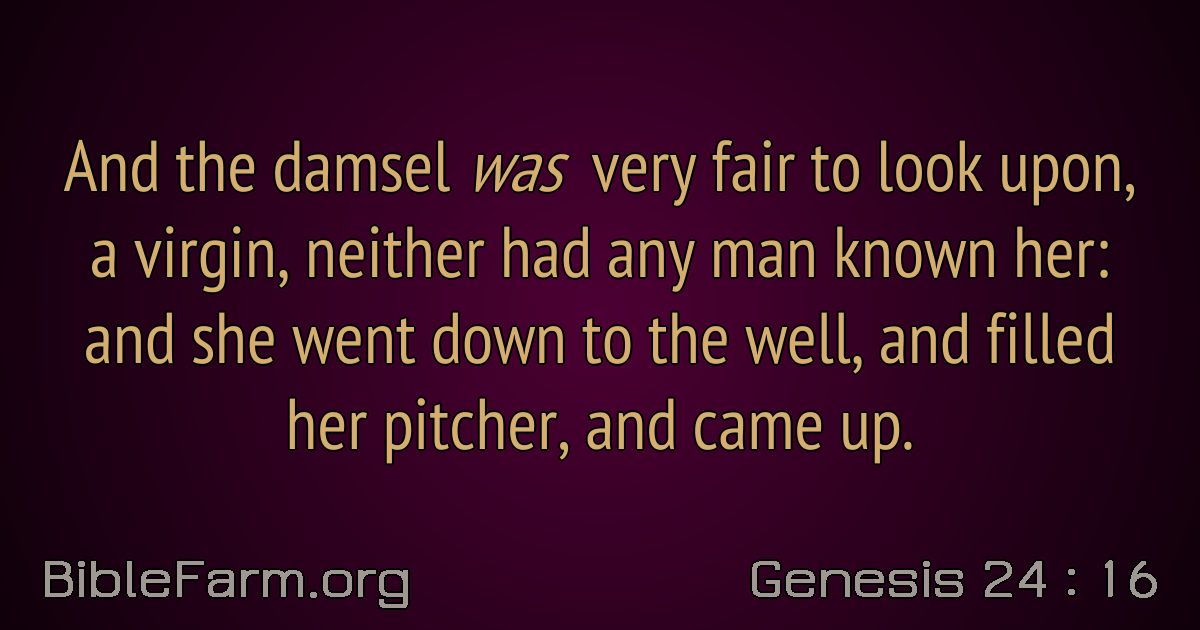 And the damsel was very fair to look upon,
a virgin, neither had any man known her:
and she went down to the well, and filled
her pitcher, and came up.
BibleFarm.org
Genesis 24 : 16